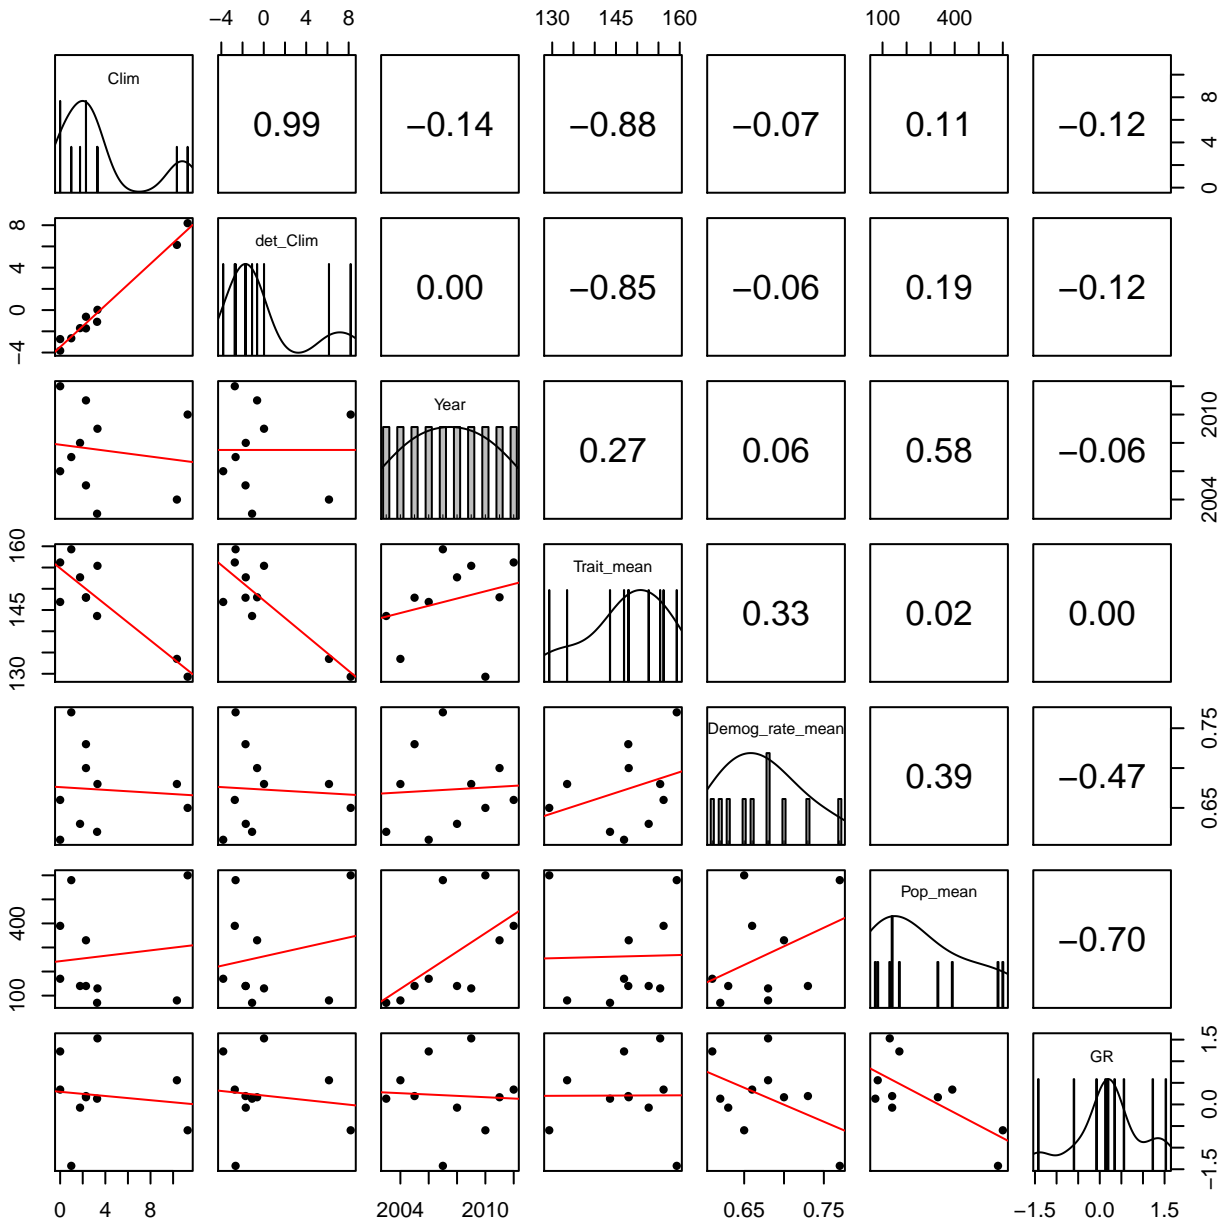 −4 0 4 8 130 145 160 100 400
Clim 0.99 −0.14 −0.88 −0.07 0.11 −0.12 0 4 8
−4 0 4 8 det_Clim 0.00 −0.85 −0.06 0.19 −0.12
Year 0.27 0.06 0.58 −0.06 2004 2010
130 145 160 Trait_mean 0.33 0.02 0.00
Demog_rate_mean 0.39 −0.47 0.65 0.75
100 400 Pop_mean −0.70
GR −1.5 0.0 1.5
0 4 8 2004 2010 0.65 0.75 −1.5 0.0 1.5